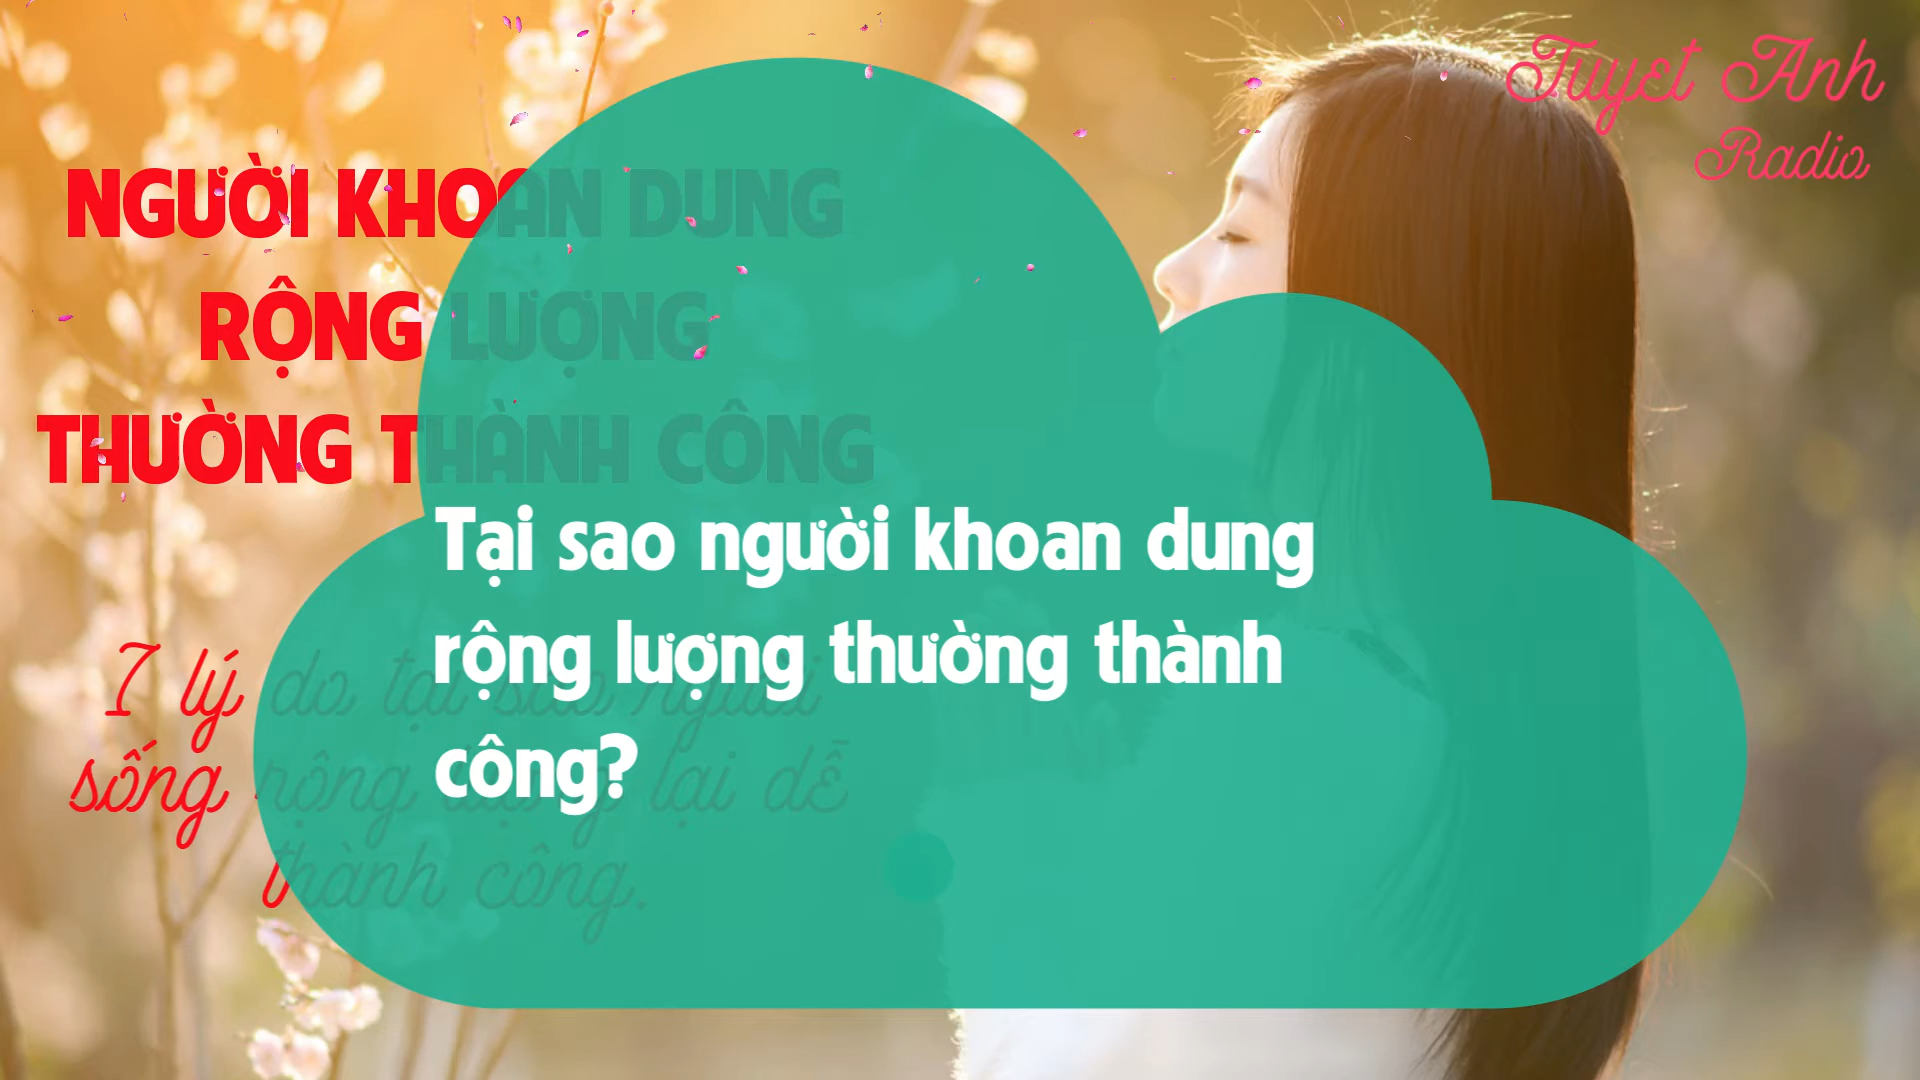 Tuyet Anh
Radio
NGƯỜI KHOAN DUNG
RỘNG LƯỢNG
THƯỜNG THÀNH CÔNG
Tại sao người khoan dung
rộng lượng thường thành
công?
7 lý do tại sao người
sống rộng lượng lại dễ
thành công.